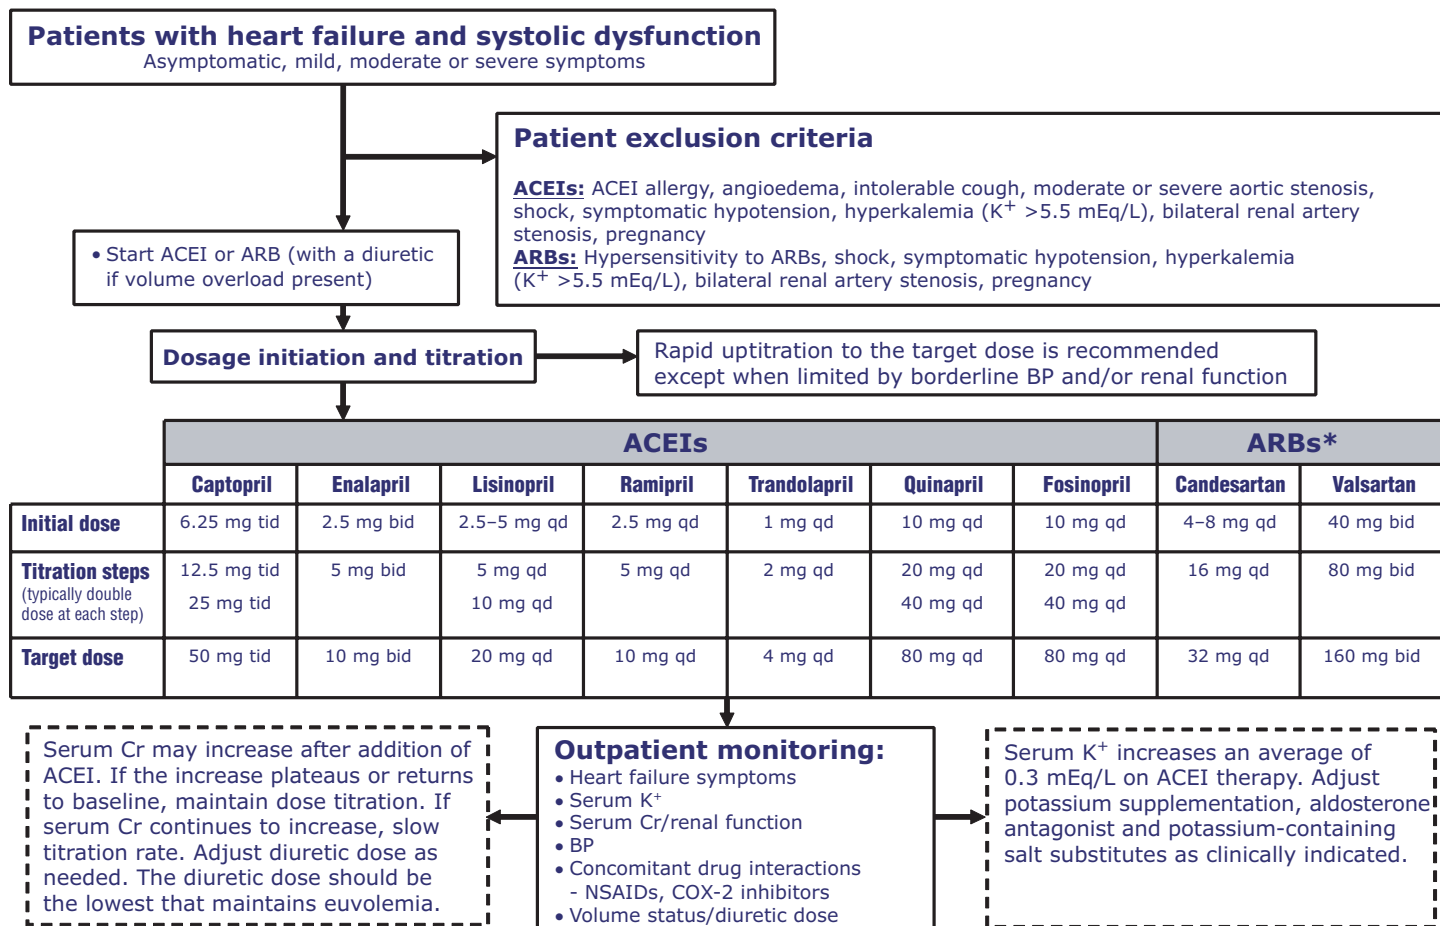 Patients with heart failure and systolic dysfunction
Asymptomatic, mild, moderate or severe symptoms
Patient exclusion criteria
ACEIs: ACEI allergy, angioedema, intolerable cough, moderate or severe aortic stenosis,
shock, symptomatic hypotension, hyperkalemia (K+ >5.5 mEq/L), bilateral renal artery
stenosis, pregnancy
ARBs: Hypersensitivity to ARBs, shock, symptomatic hypotension, hyperkalemia
(K+ >5.5 mEq/L), bilateral renal artery stenosis, pregnancy
• Start ACEI or ARB (with a diuretic
if volume overload present)
Dosage initiation and titration
Rapid uptitration to the target dose is recommended
except when limited by borderline BP and/or renal function
ACEIs ARBs*
Captopril Enalapril Lisinopril Ramipril Trandolapril Quinapril Fosinopril Candesartan Valsartan
Initial dose 6.25 mg tid 2.5 mg bid 2.5–5 mg qd 2.5 mg qd 1 mg qd 10 mg qd 10 mg qd 4–8 mg qd 40 mg bid
Titration steps 12.5 mg tid 5 mg bid 5 mg qd 5 mg qd 2 mg qd 20 mg qd 20 mg qd 16 mg qd 80 mg bid
(typically double
dose at each step) 25 mg tid 10 mg qd 40 mg qd 40 mg qd
Target dose 50 mg tid 10 mg bid 20 mg qd 10 mg qd 4 mg qd 80 mg qd 80 mg qd 32 mg qd 160 mg bid
Serum Cr may increase after addition of
ACEI. If the increase plateaus or returns
to baseline, maintain dose titration. If
serum Cr continues to increase, slow
titration rate. Adjust diuretic dose as
needed. The diuretic dose should be
the lowest that maintains euvolemia.
Outpatient monitoring:
• Heart failure symptoms
• Serum K+
• Serum Cr/renal function
• BP
• Concomitant drug interactions
- NSAIDs, COX-2 inhibitors
• Volume status/diuretic dose
Serum K+ increases an average of
0.3 mEq/L on ACEI therapy. Adjust
potassium supplementation, aldosterone
antagonist and potassium-containing
salt substitutes as clinically indicated.